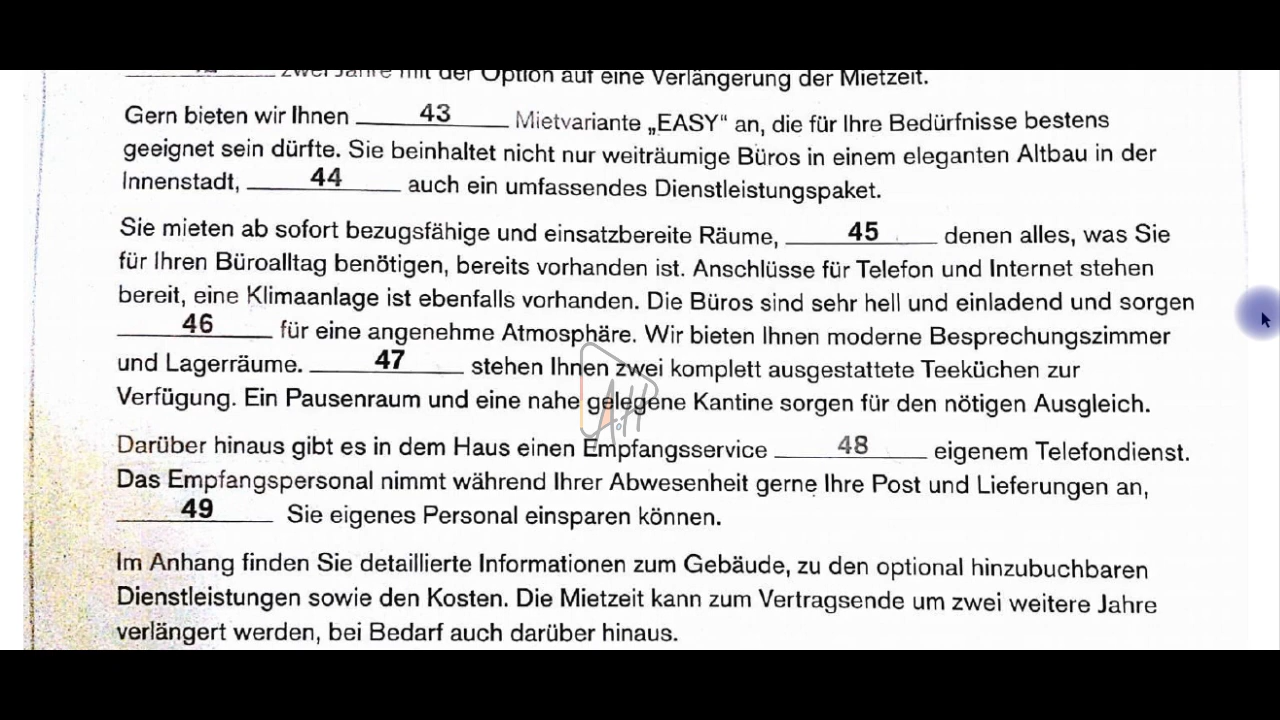 zwei Jahre mit der Option auf eine Verlängerung der Mietzeit.
Gern bieten wir Ihnen ____43____ Mietvariante „EASY“ an, die für Ihre Bedürfnisse bestens
geeignet sein dürfte. Sie beinhaltet nicht nur weiträumige Büros in einem eleganten Altbau in der
Innenstadt, ____44____ auch ein umfassendes Dienstleistungspaket.
Sie mieten ab sofort bezugsfähige und einsatzbereite Räume, ____45____ denen alles, was Sie
für Ihren Büroalltag benötigen, bereits vorhanden ist. Anschlüsse für Telefon und Internet stehen
bereit, eine Klimaanlage ist ebenfalls vorhanden. Die Büros sind sehr hell und einladend und sorgen
____46____ für eine angenehme Atmosphäre. Wir bieten Ihnen moderne Besprechungszimmer
und Lagerräume. ____47____ stehen Ihnen zwei komplett ausgestattete Teeküchen zur
Verfügung. Ein Pausenraum und eine nahe gelegene Kantine sorgen für den nötigen Ausgleich.
Darüber hinaus gibt es in dem Haus einen Empfangsservice ____48____ eigenem Telefondienst.
Das Empfangspersonal nimmt während Ihrer Abwesenheit gerne Ihre Post und Lieferungen an,
____49____ Sie eigenes Personal einsparen können.
Im Anhang finden Sie detaillierte Informationen zum Gebäude, zu den optional hinzubuchbaren
Dienstleistungen sowie den Kosten. Die Mietzeit kann zum Vertragsende um zwei weitere Jahre
verlängert werden, bei Bedarf auch darüber hinaus.